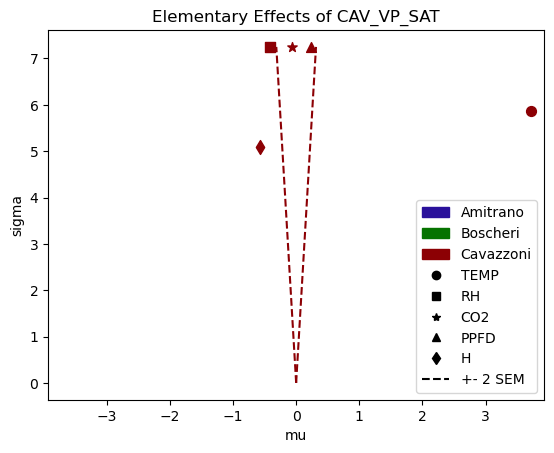 Elementary Effects of CAV_VP_SAT
sigma
7
6
5
4
3
2
1
0
−3
−2
−1
0
1
2
3
mu
Amitrano
Boscheri
Cavazzoni
TEMP
RH
CO2
PPFD
H
+- 2 SEM